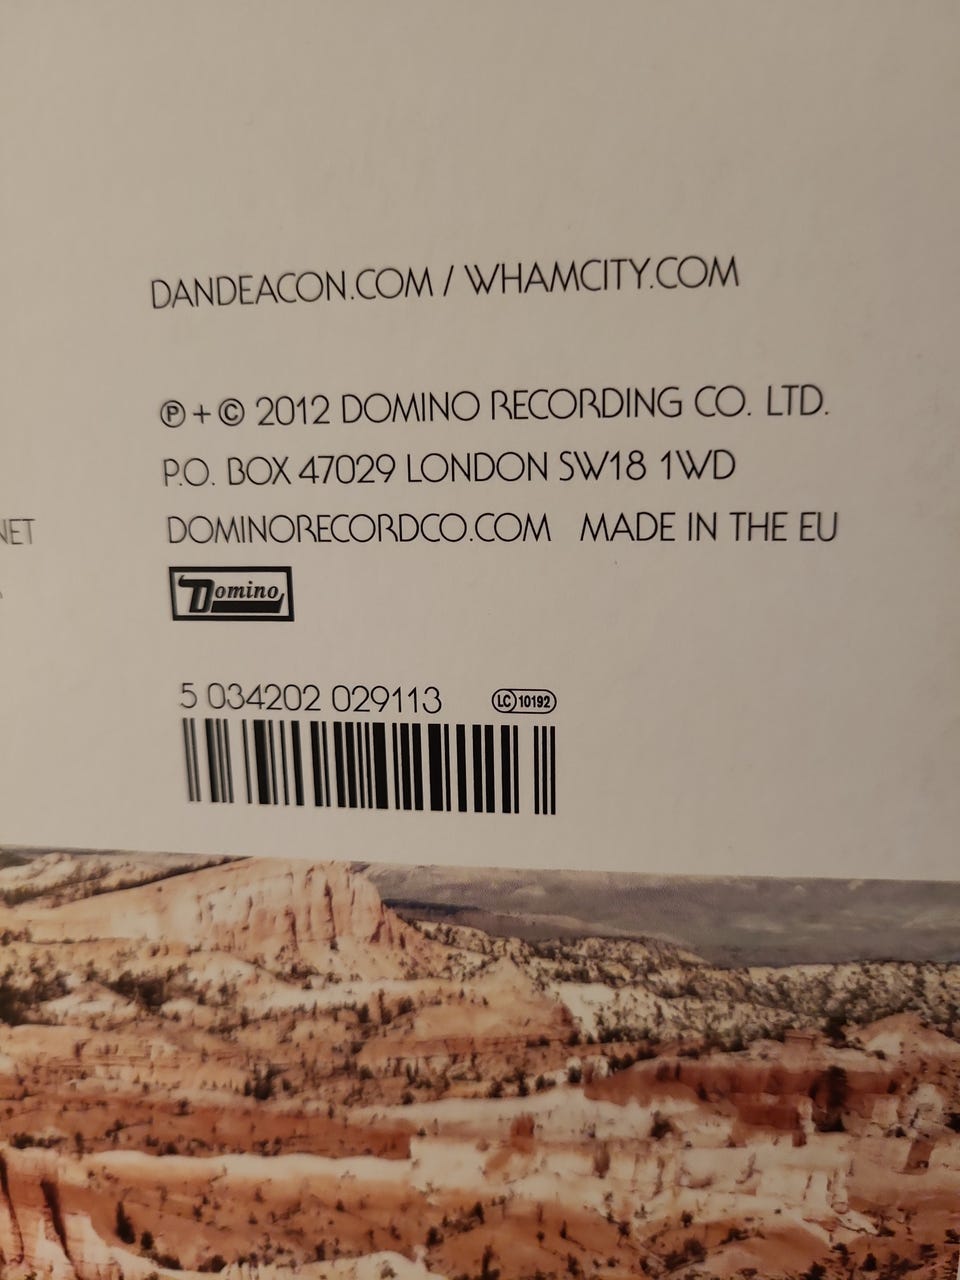 DANDEACON.COM / WHAMCITY.COM
℗ + © 2012 DOMINO RECORDING CO. LTD.
P.O. BOX 47029 LONDON SW18 1WD
NET
DOMINORECORDCO.COM MADE IN THE EU
Domino
5 034202 029113
LC 10192